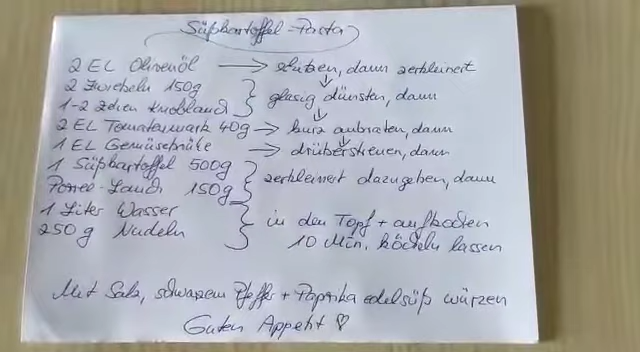 Süßkartoffel-Pasta
2 EL Olivenöl → erhitzen, dann zerkleinert
2 Zwiebeln 150g
1-2 Zehen Knoblauch } glasig dünsten, dann
2 EL Tomatenmark 40g → kurz anbraten, dann
1 EL Gemüsebrühe → drüberstreuen, dann
1 Süßkartoffel 500g
Porree-Lauch 150g } zerkleinert dazugeben, dann
1 Liter Wasser } in den Topf + aufkochen
250 g Nudeln 10 Min. köcheln lassen
Mit Salz, schwarzem Pfeffer + Paprika edelsüß würzen
Guten Appetit ♡